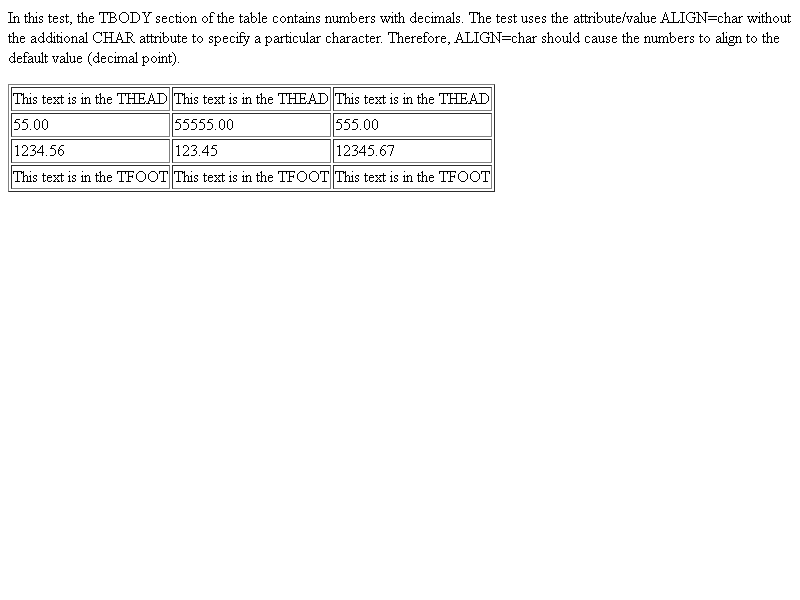 In this test, the TBODY section of the table contains numbers with decimals. The test uses the attribute/value ALIGN=char without
the additional CHAR attribute to specify a particular character. Therefore, ALIGN=char should cause the numbers to align to the
default value (decimal point).
This text is in the THEAD This text is in the THEAD This text is in the THEAD
55.00 55555.00 555.00
1234.56 123.45 12345.67
This text is in the TFOOT This text is in the TFOOT This text is in the TFOOT